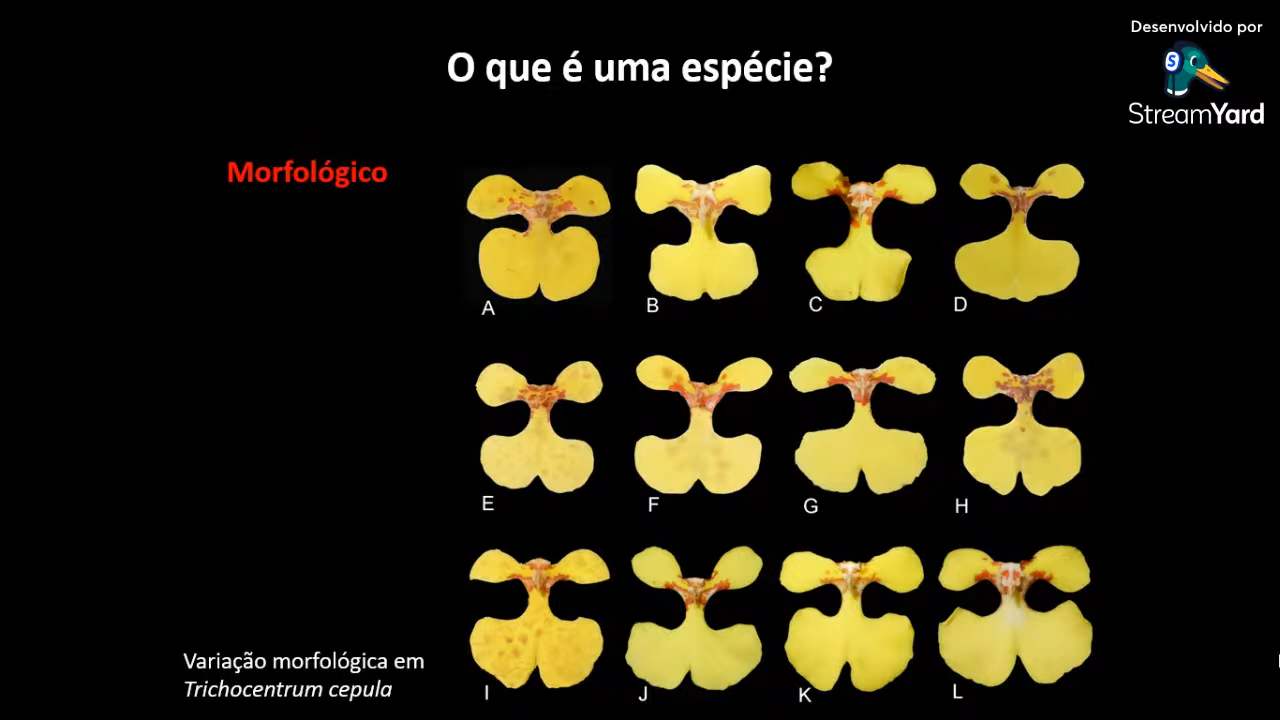 Desenvolvido por
StreamYard
O que é uma espécie?
Morfológico
A
B
C
D
E
F
G
H
I
J
K
L
Variação morfológica em
Trichocentrum cepula